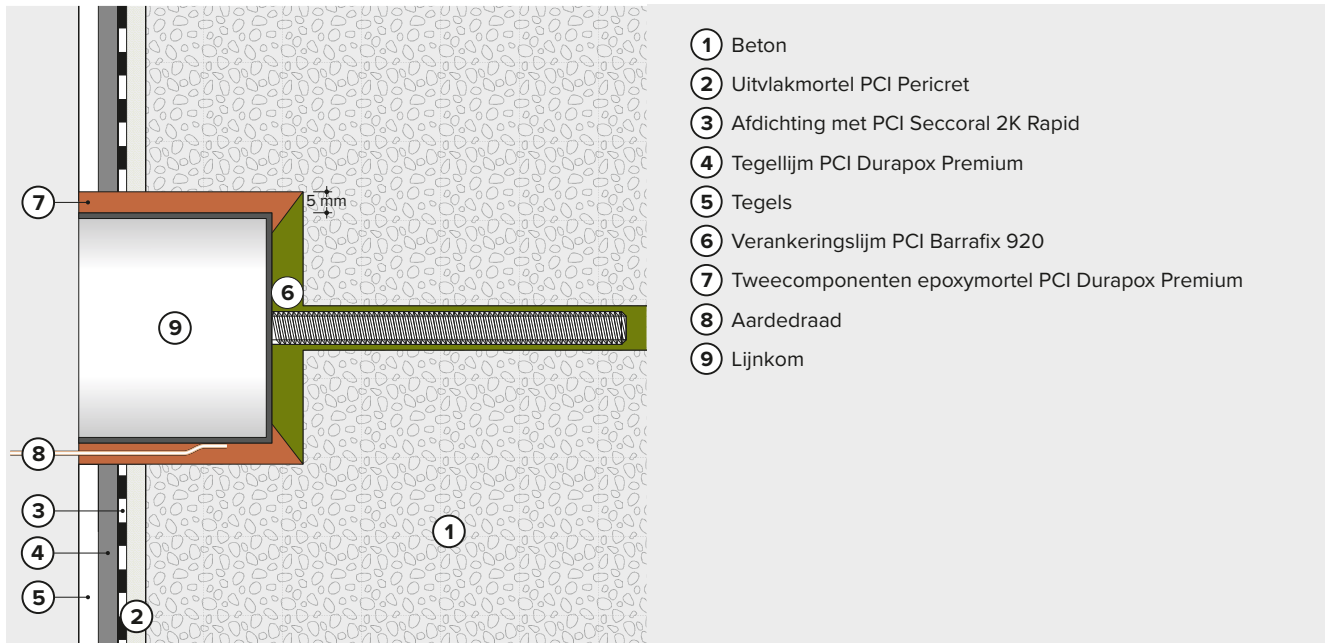 7
5 mm
6
9
8
3
1
4
5
2
1 Beton
2 Uitvlakmortel PCI Pericret
3 Afdichting met PCI Seccoral 2K Rapid
4 Tegellijm PCI Durapox Premium
5 Tegels
6 Verankeringslijm PCI Barrafix 920
7 Tweecomponenten epoxymortel PCI Durapox Premium
8 Aardedraad
9 Lijnkom